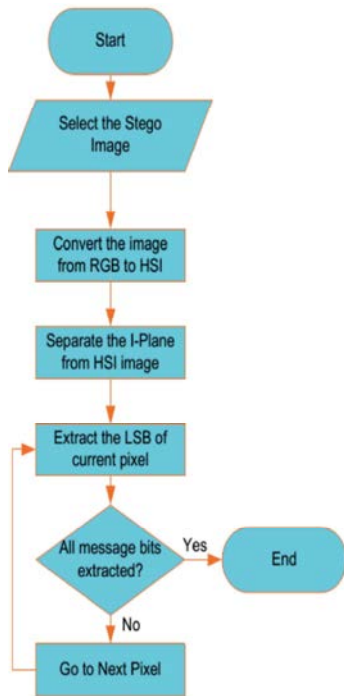 Start
Select the Stego
Image
Convert the image
from RGB to HSI
Separate the I-Plane
from HSI image
Extract the LSB of
current pixel
All message bits
extracted?
Yes
End
No
Go to Next Pixel